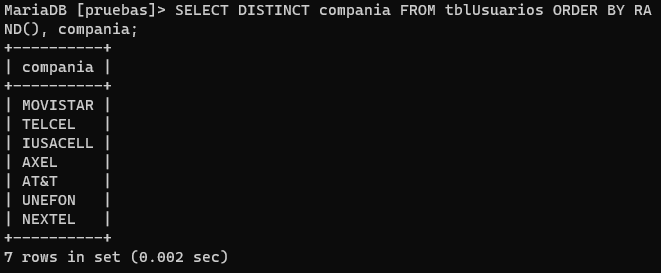 MariaDB [pruebas]> SELECT DISTINCT compania FROM tblUsuarios ORDER BY RA
ND(), compania;
+----------+
| compania |
+----------+
| MOVISTAR |
| TELCEL   |
| IUSACELL |
| AXEL     |
| AT&T     |
| UNEFON   |
| NEXTEL   |
+----------+
7 rows in set (0.002 sec)